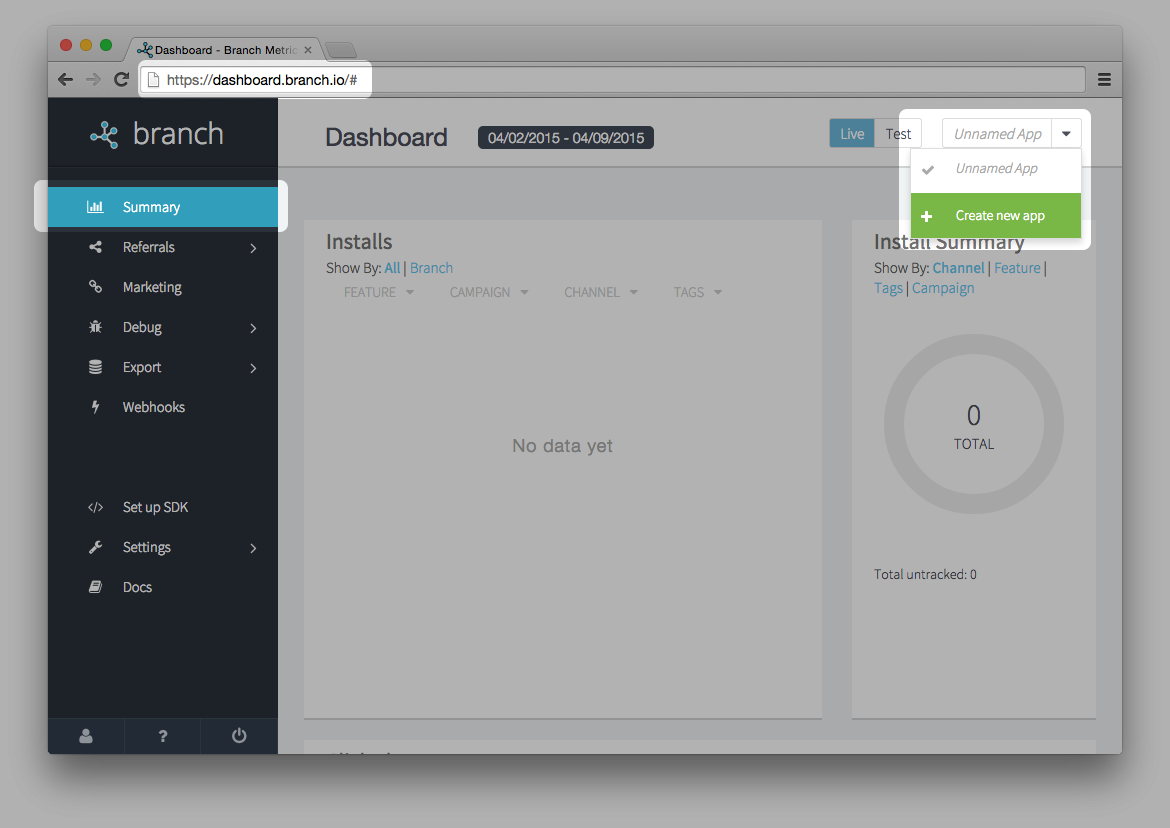 Dashboard - Branch Metric
https://dashboard.branch.io/#
branch
Dashboard
04/02/2015 - 04/09/2015
Live
Test
Unnamed App
Unnamed App
Create new app
Summary
Referrals
Marketing
Debug
Export
Webhooks
Set up SDK
Settings
Docs
?
Installs
Show By: All | Branch
FEATURE
CAMPAIGN
CHANNEL
TAGS
No data yet
Install Summary
Show By: Channel | Feature |
Tags | Campaign
0
TOTAL
Total untracked: 0